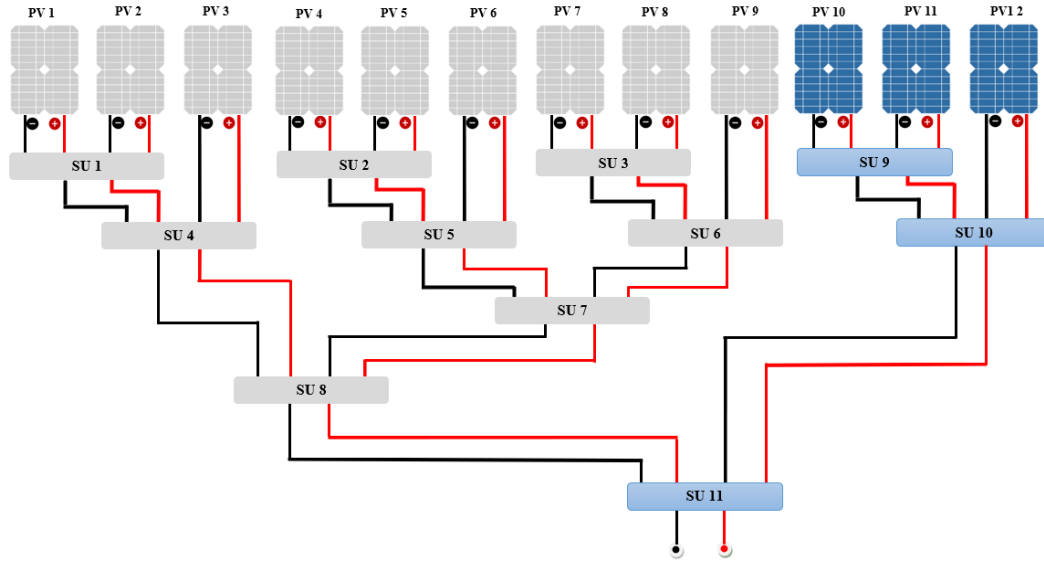 PV 1 PV 2 PV 3 PV 4 PV 5 PV 6 PV 7 PV 8 PV 9 PV 10 PV 11 PV1 2
− + − + − + − + − + − + − + − + − + − + − + − +
SU 1 SU 2 SU 3 SU 9
SU 4 SU 5 SU 6 SU 10
SU 7
SU 8
SU 11